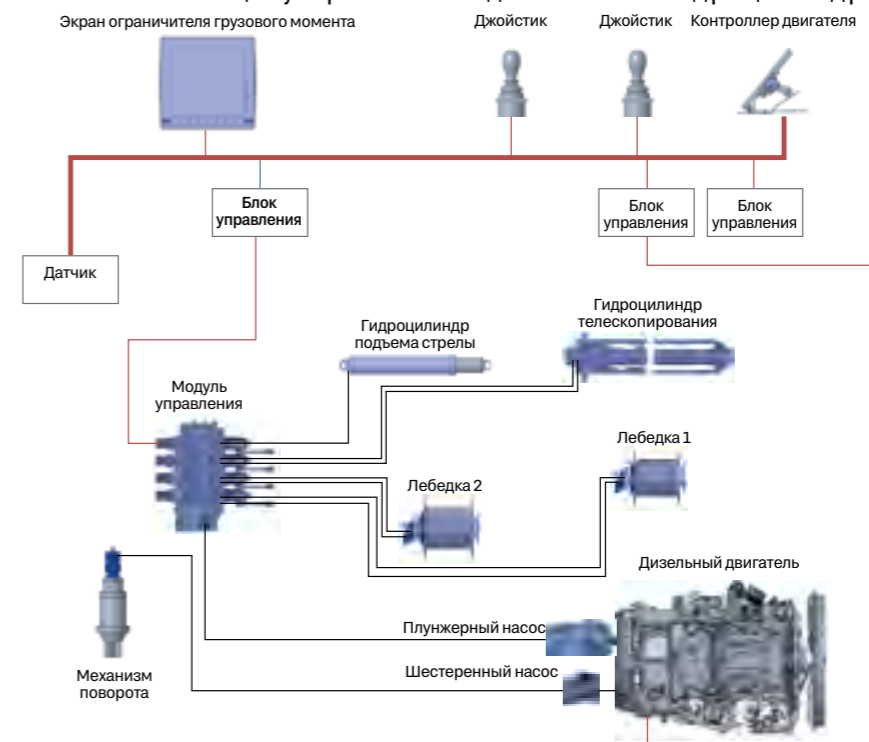 Экран ограничителя грузового момента
Джойстик
Джойстик
Контроллер двигателя
Блок
управления
Блок
управления
Блок
управления
Датчик
Гидроцилиндр
телескопирования
Гидроцилиндр
подъема стрелы
Модуль
управления
Лебедка 1
Лебедка 2
Дизельный двигатель
Плунжерный насос
Шестеренный насос
Механизм
поворота